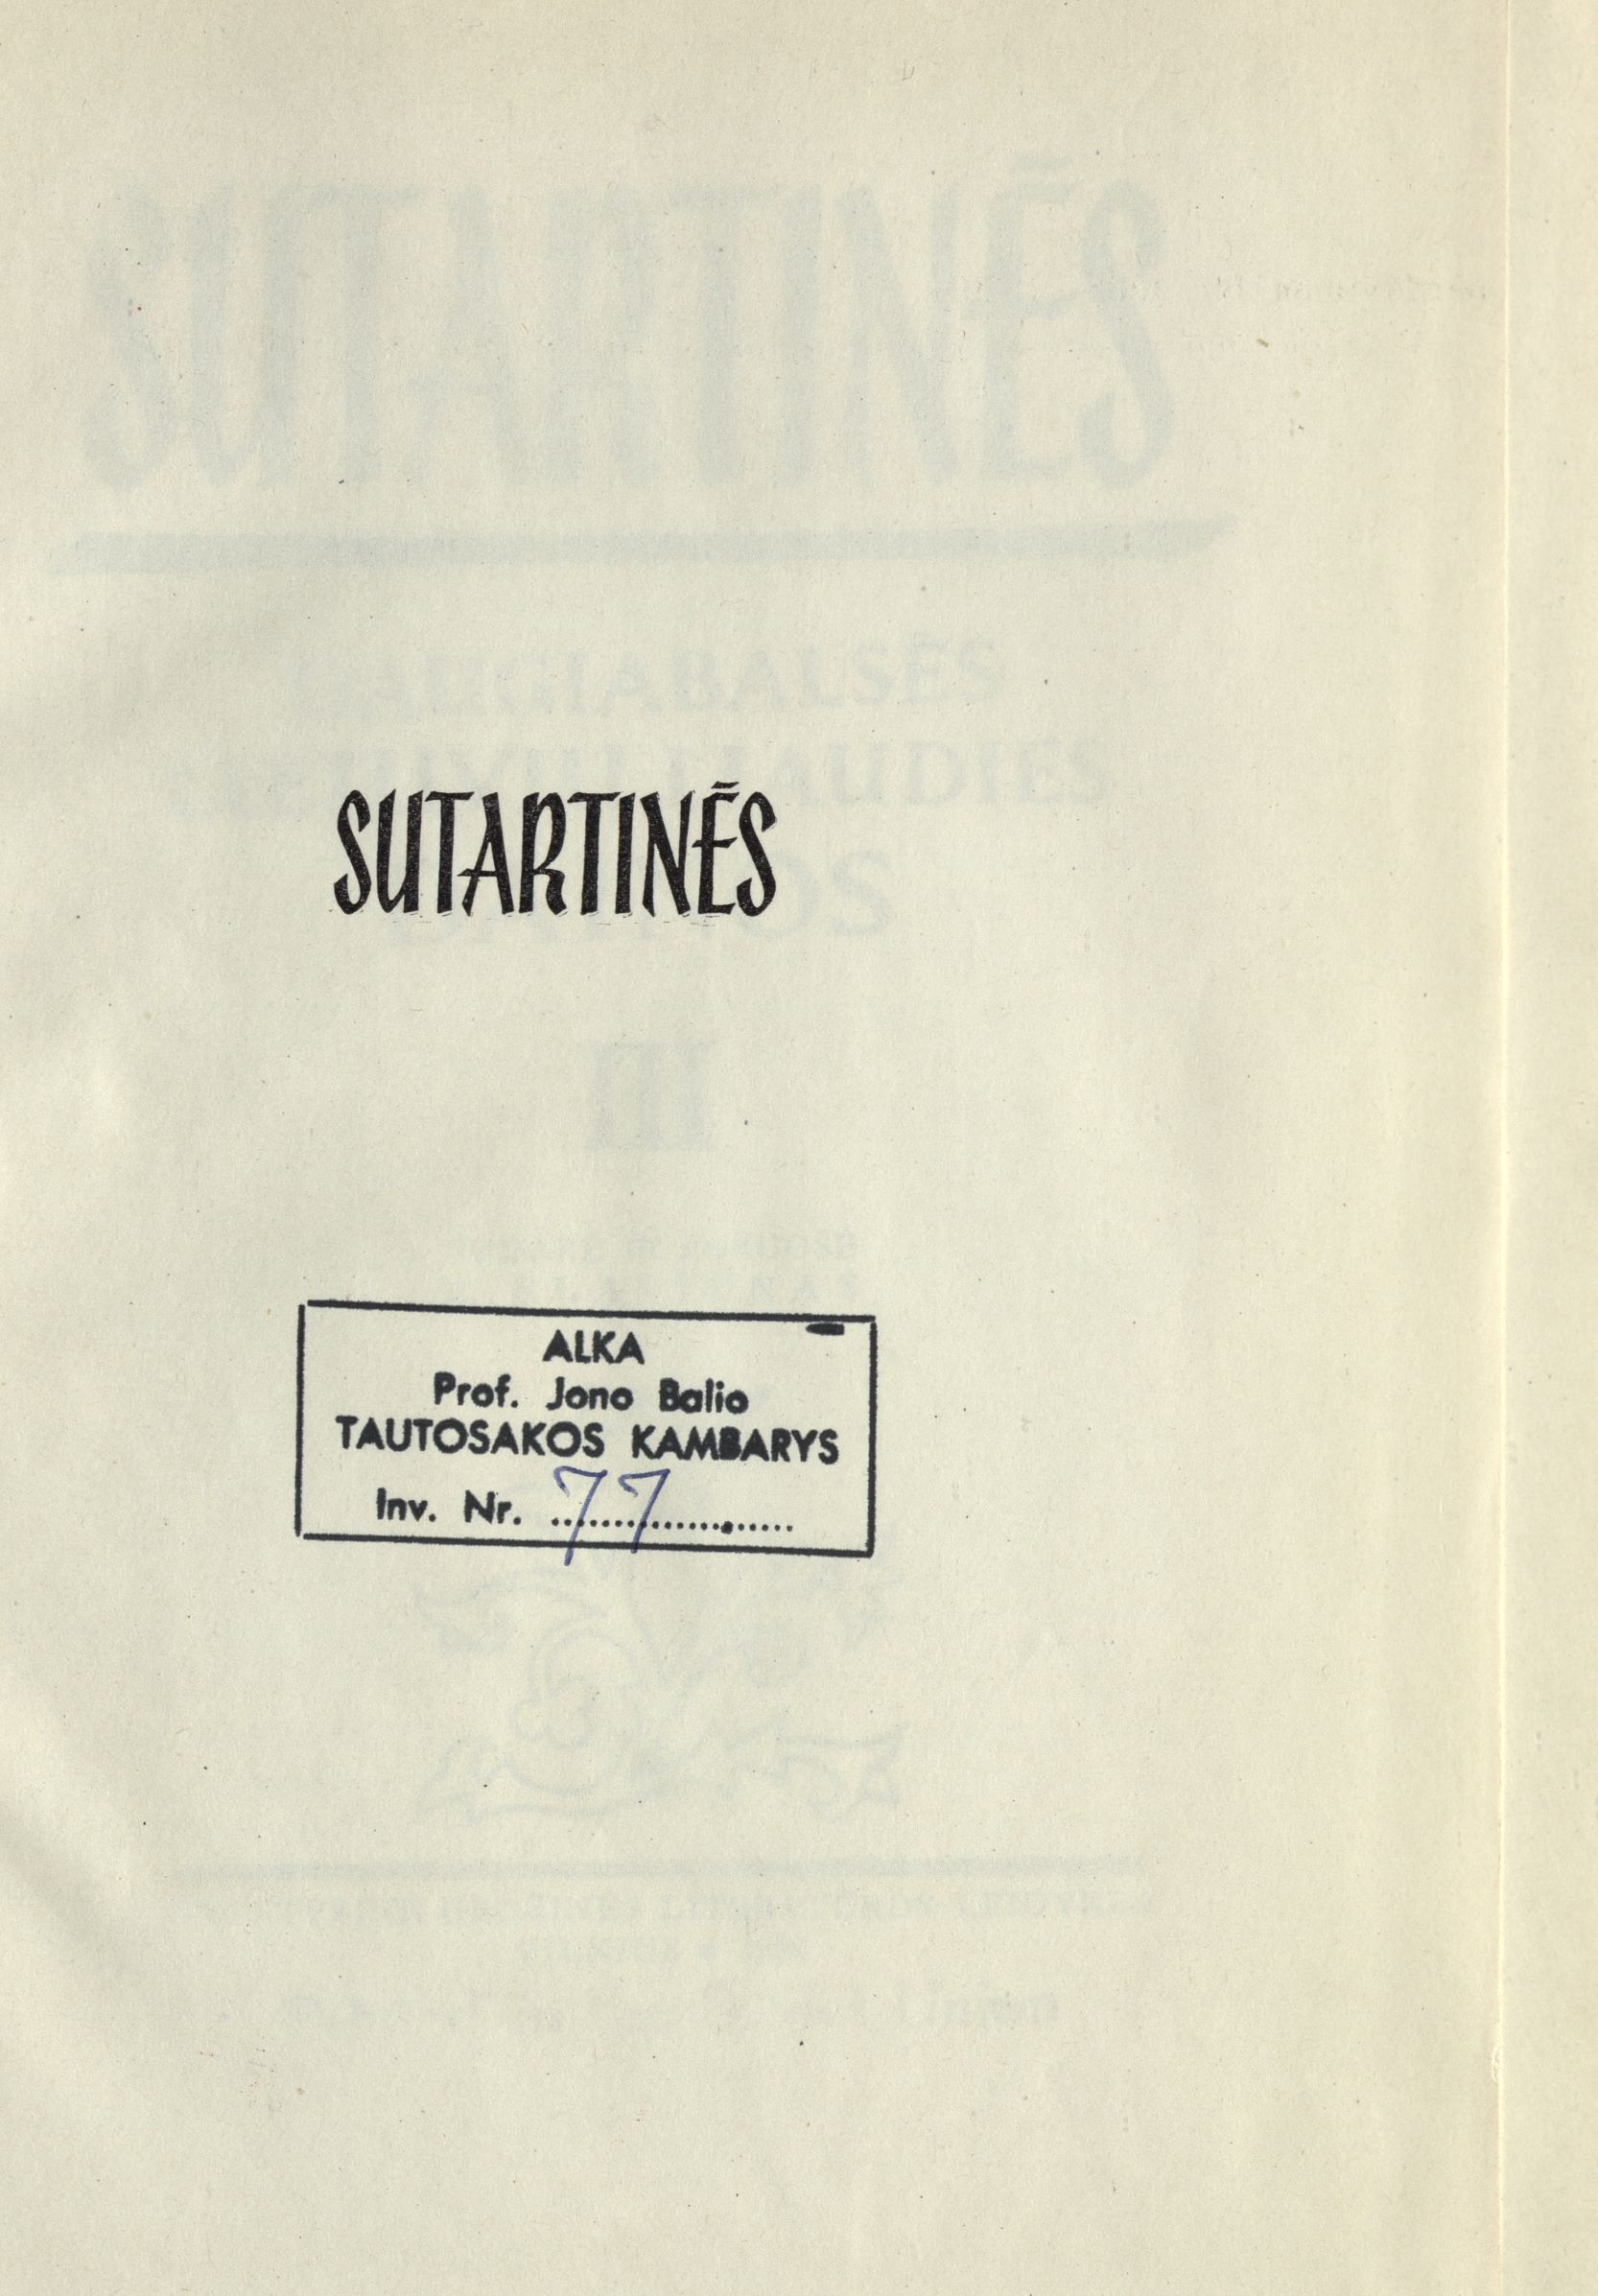 SUTARTINĖS
ALKA
Prof. Jono Balio
TAUTOSAKOS KAMBARYS
Inv. Nr. 77